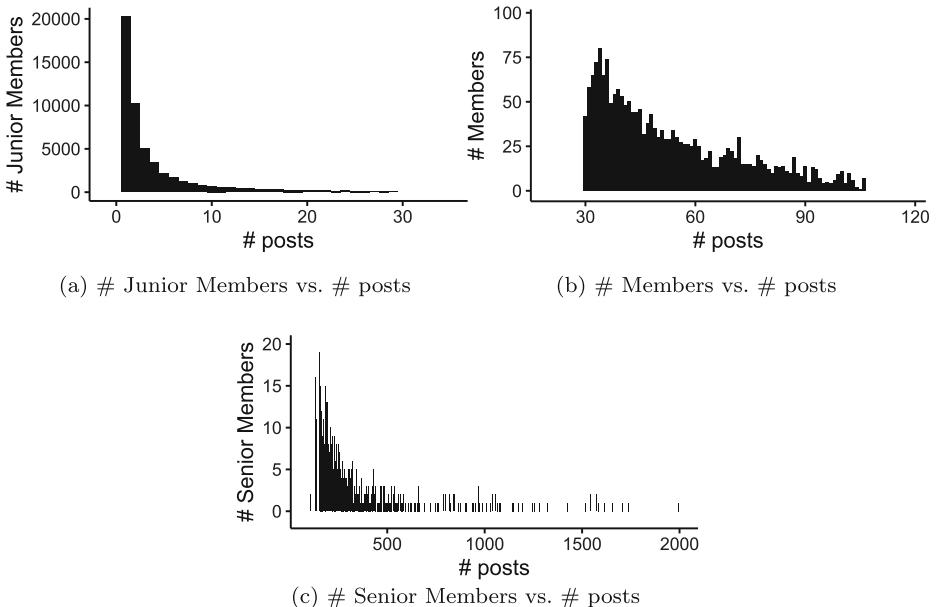 # Junior Members
20000
15000
10000
5000
0
0 10 20 30
# posts
(a) # Junior Members vs. # posts
# Members
100
75
50
25
0
30 60 90 120
# posts
(b) # Members vs. # posts
# Senior Members
20
15
10
5
0
500 1000 1500 2000
# posts
(c) # Senior Members vs. # posts